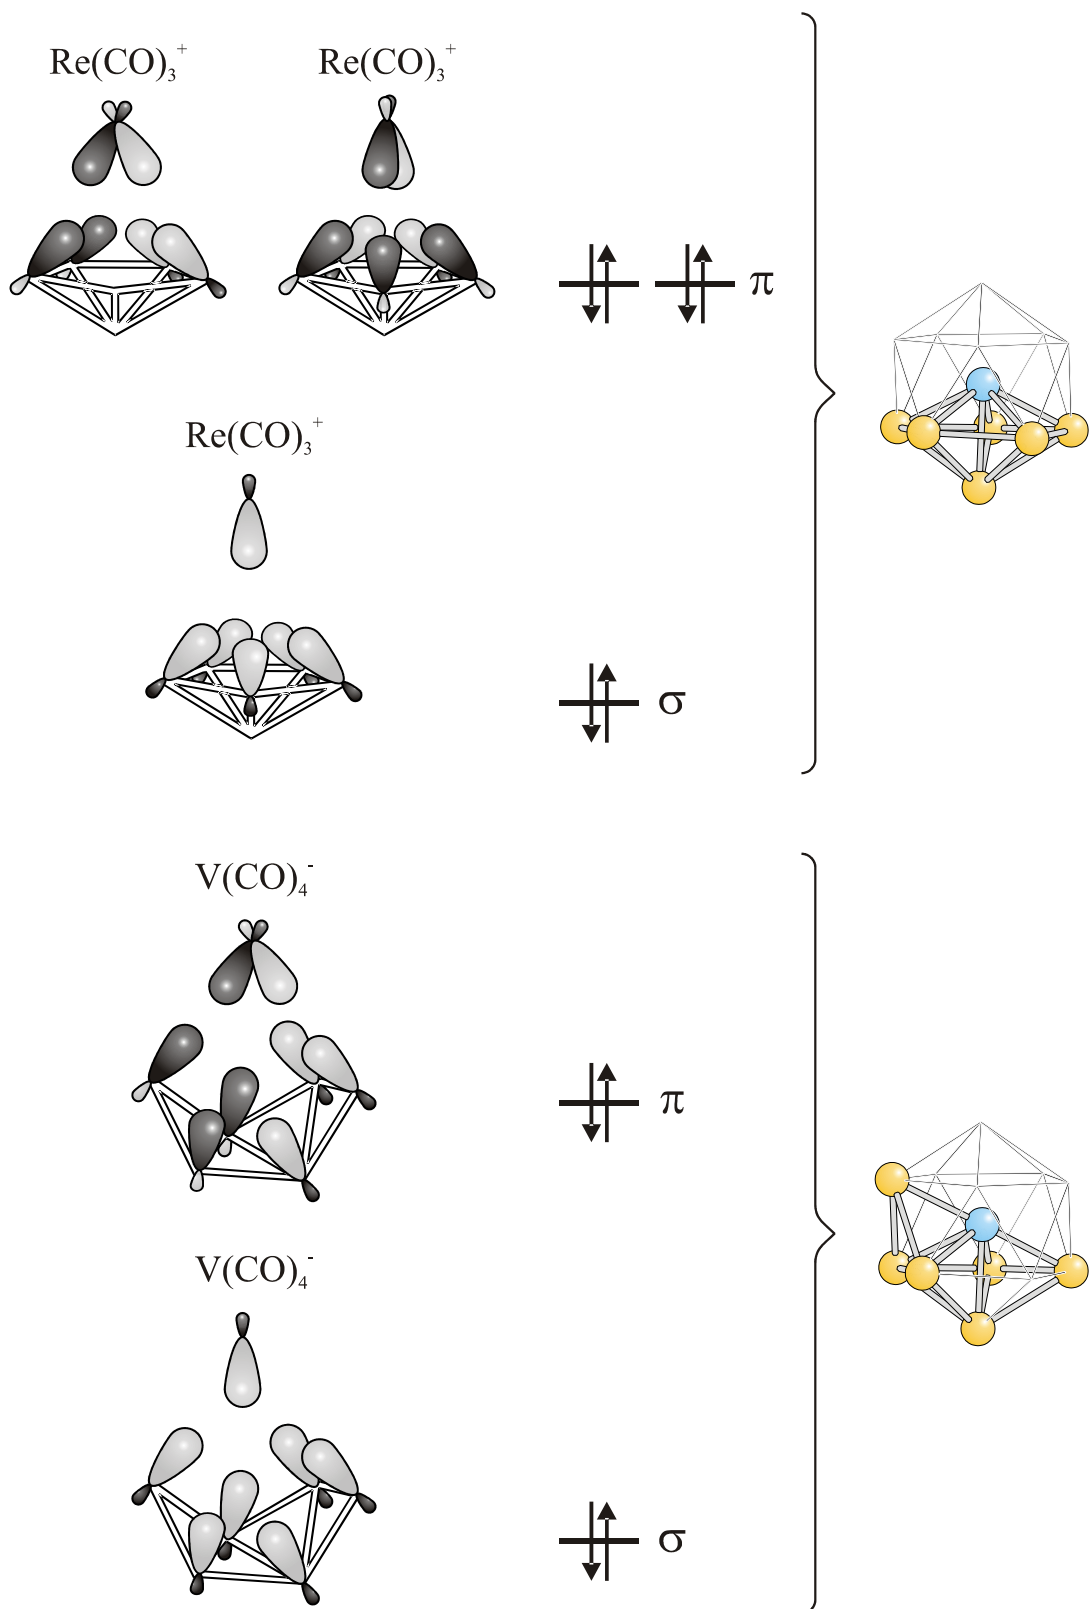 Re(CO)₃⁺ Re(CO)₃⁺
π
Re(CO)₃⁺
σ
V(CO)₄⁻
π
V(CO)₄⁻
σ